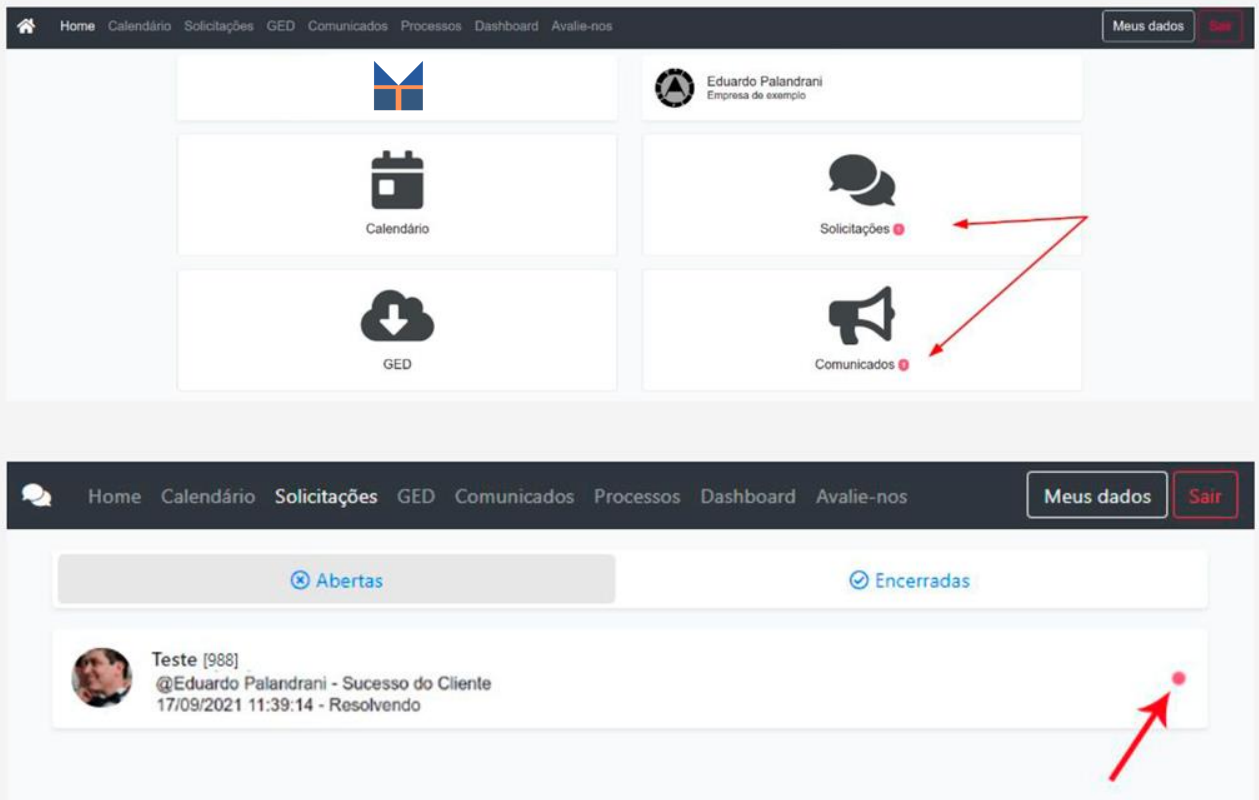 Home Calendário Solicitações GED Comunicados Processos Dashboard Avalie-nos Meus dados Sair
Eduardo Palandrani
Empresa de exemplo
Calendário
Solicitações 1
GED
Comunicados 1
Home Calendário Solicitações GED Comunicados Processos Dashboard Avalie-nos Meus dados Sair
Abertas
Encerradas
Teste [988]
@Eduardo Palandrani - Sucesso do Cliente
17/09/2021 11:39:14 - Resolvendo